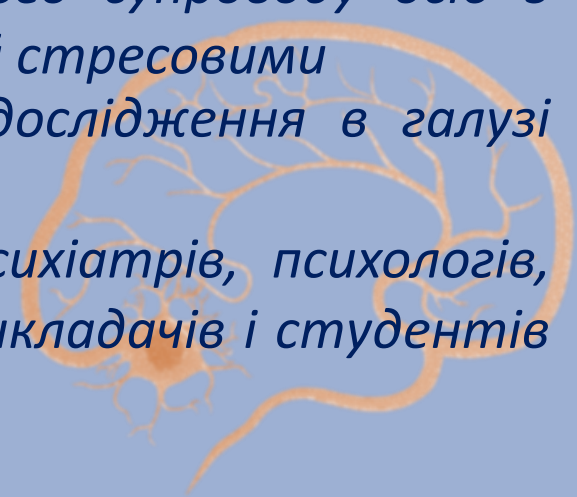 стресовими
дослідження в галузі
сихіатрів, психологів,
икладачів і студентів